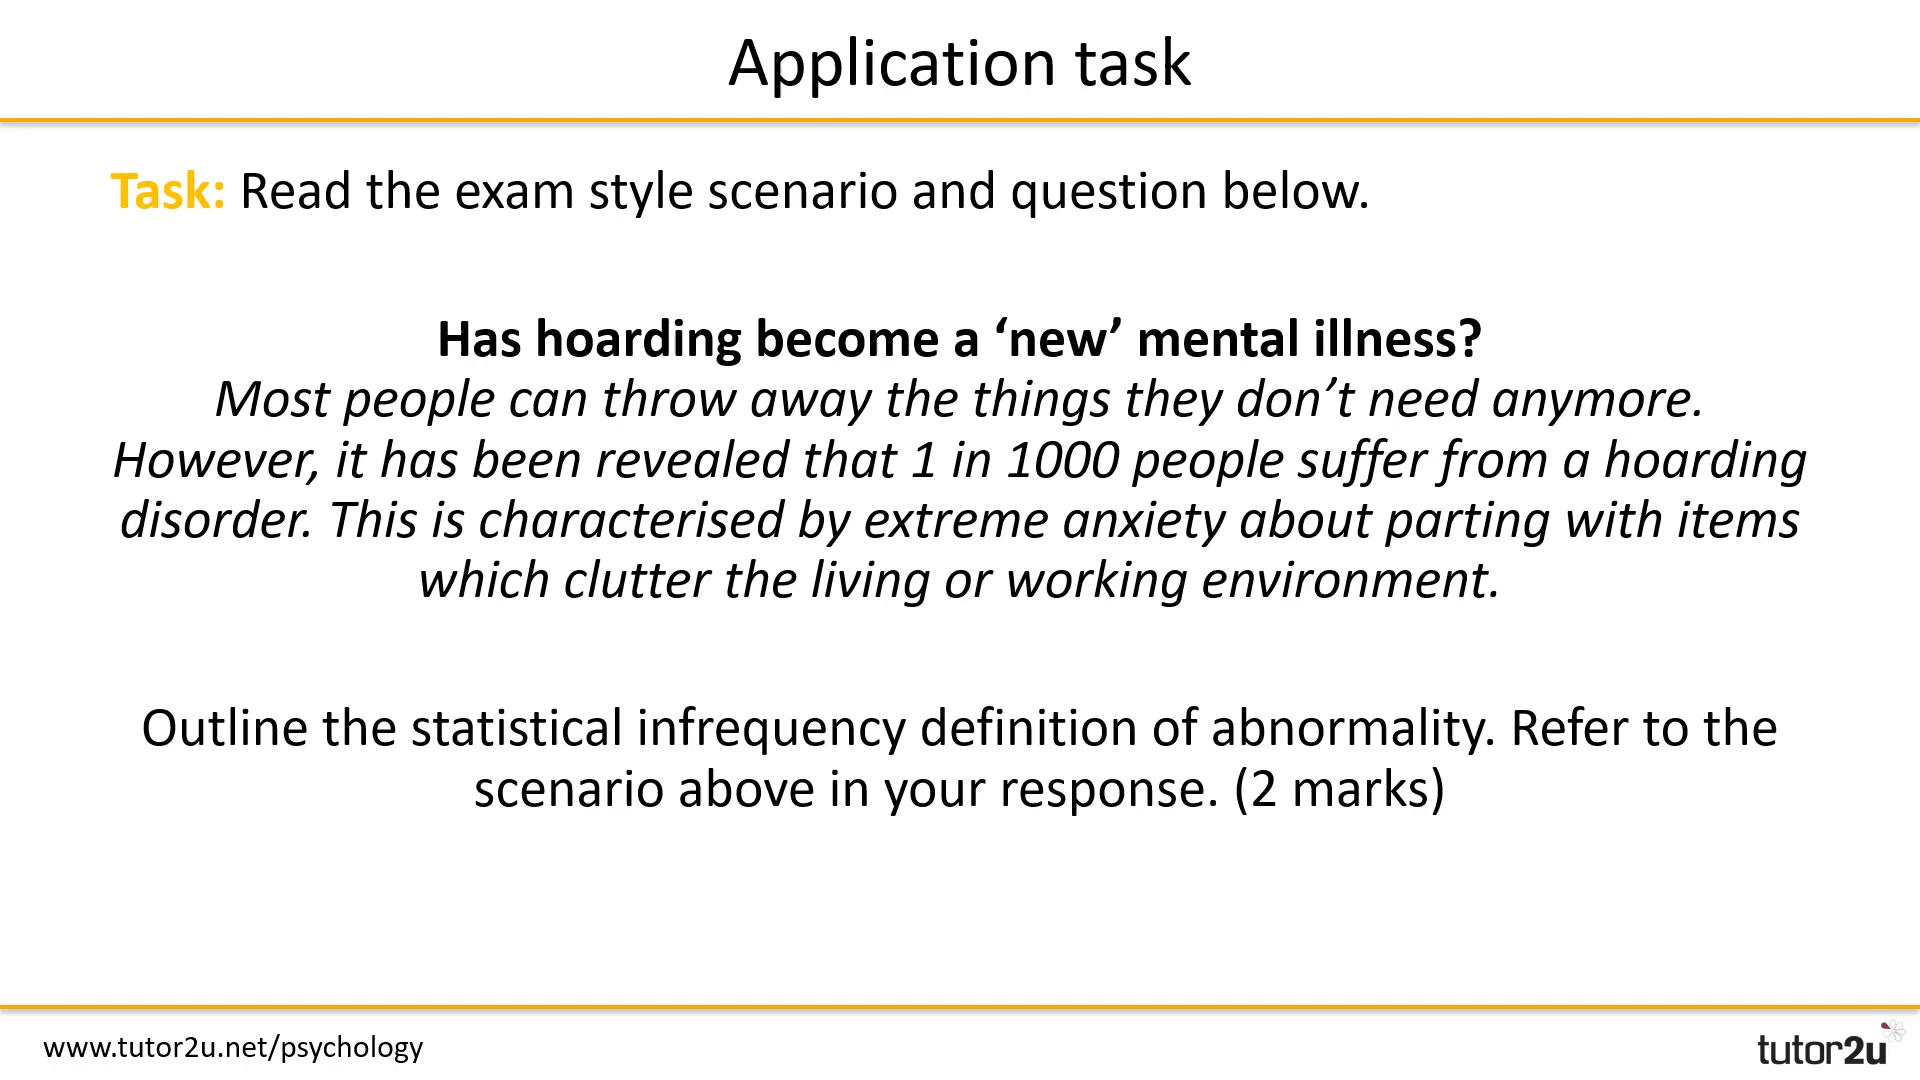 Application task
Task: Read the exam style scenario and question below.
Has hoarding become a ‘new’ mental illness?
Most people can throw away the things they don’t need anymore.
However, it has been revealed that 1 in 1000 people suffer from a hoarding
disorder. This is characterised by extreme anxiety about parting with items
which clutter the living or working environment.
Outline the statistical infrequency definition of abnormality. Refer to the
scenario above in your response. (2 marks)
www.tutor2u.net/psychology
tutor2u